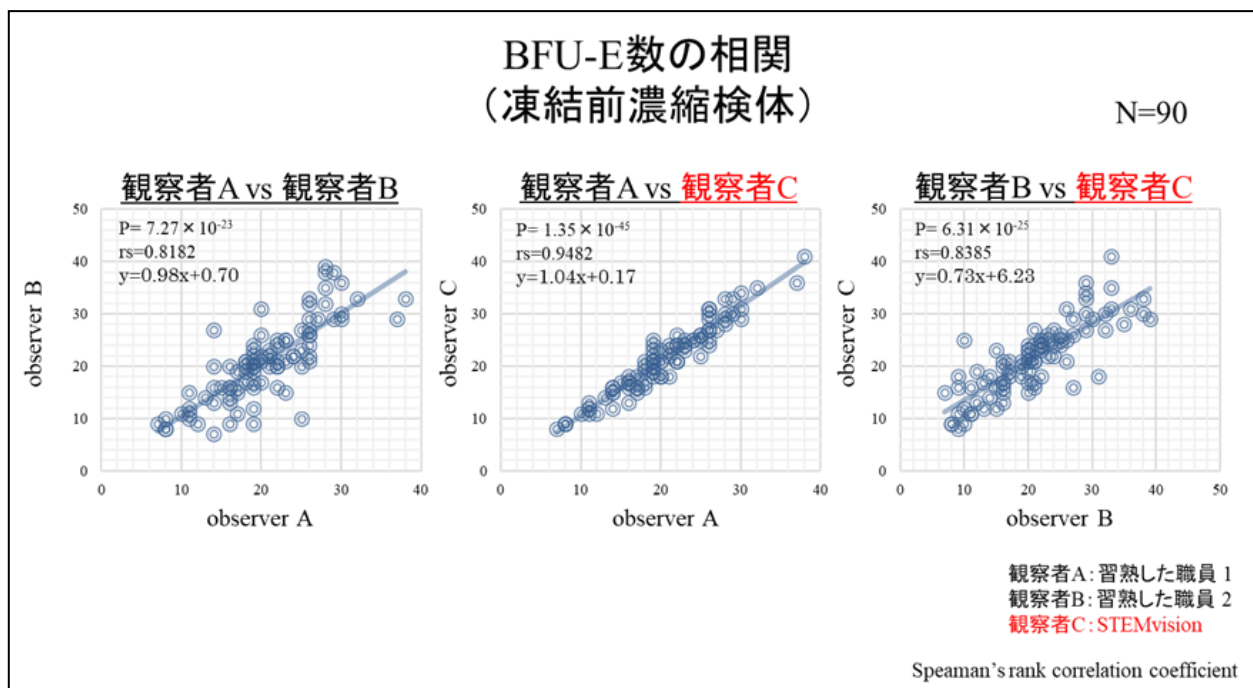 BFU-E数の相関
（凍結前濃縮検体）
N=90
観察者A vs 観察者B
P= 7.27×10-23
rs=0.8182
y=0.98x+0.70
observer B
50
40
30
20
10
0
0 10 20 30 40
observer A
観察者A vs 観察者C
P= 1.35×10-45
rs=0.9482
y=1.04x+0.17
observer C
50
40
30
20
10
0
0 10 20 30 40
observer A
観察者B vs 観察者C
P= 6.31×10-25
rs=0.8385
y=0.73x+6.23
observer C
50
40
30
20
10
0
0 10 20 30 40 50
observer B
観察者A：習熟した職員 1
観察者B：習熟した職員 2
観察者C：STEMvision
Speaman's rank correlation coefficient